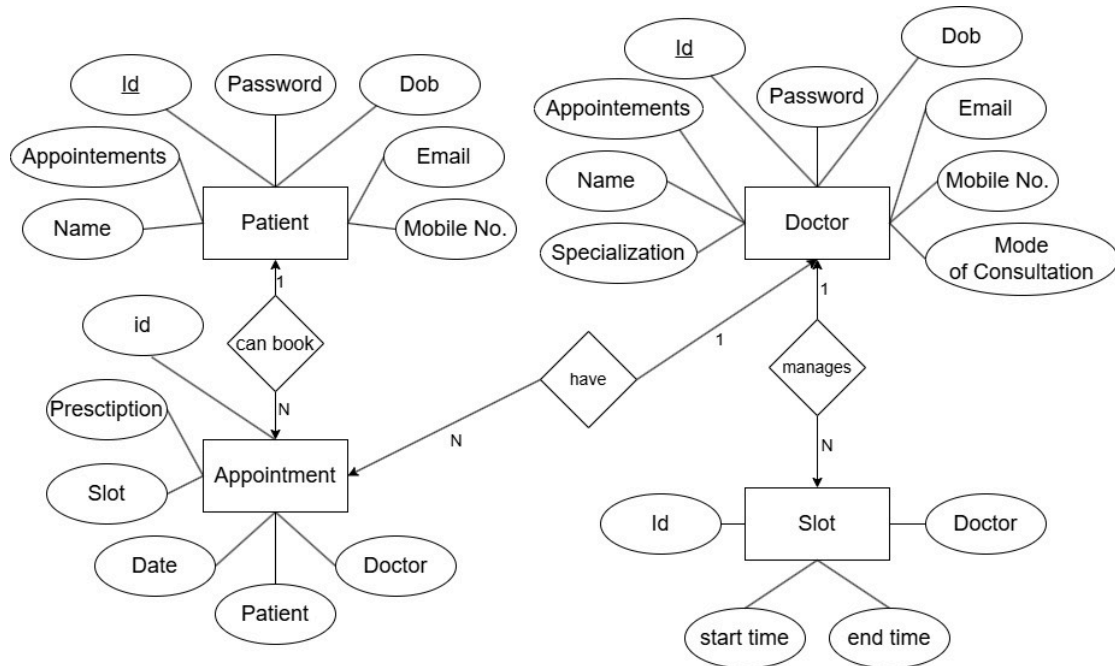 Id
Password
Dob
Appointements
Email
Name
Patient
Mobile No.
Id
Dob
Password
Appointements
Email
Name
Mobile No.
Doctor
Specialization
Mode
of Consultation
1
can book
N
id
Presctiption
Appointment
Slot
Date
Doctor
Patient
1
have
N
1
manages
N
Id
Slot
Doctor
start time
end time